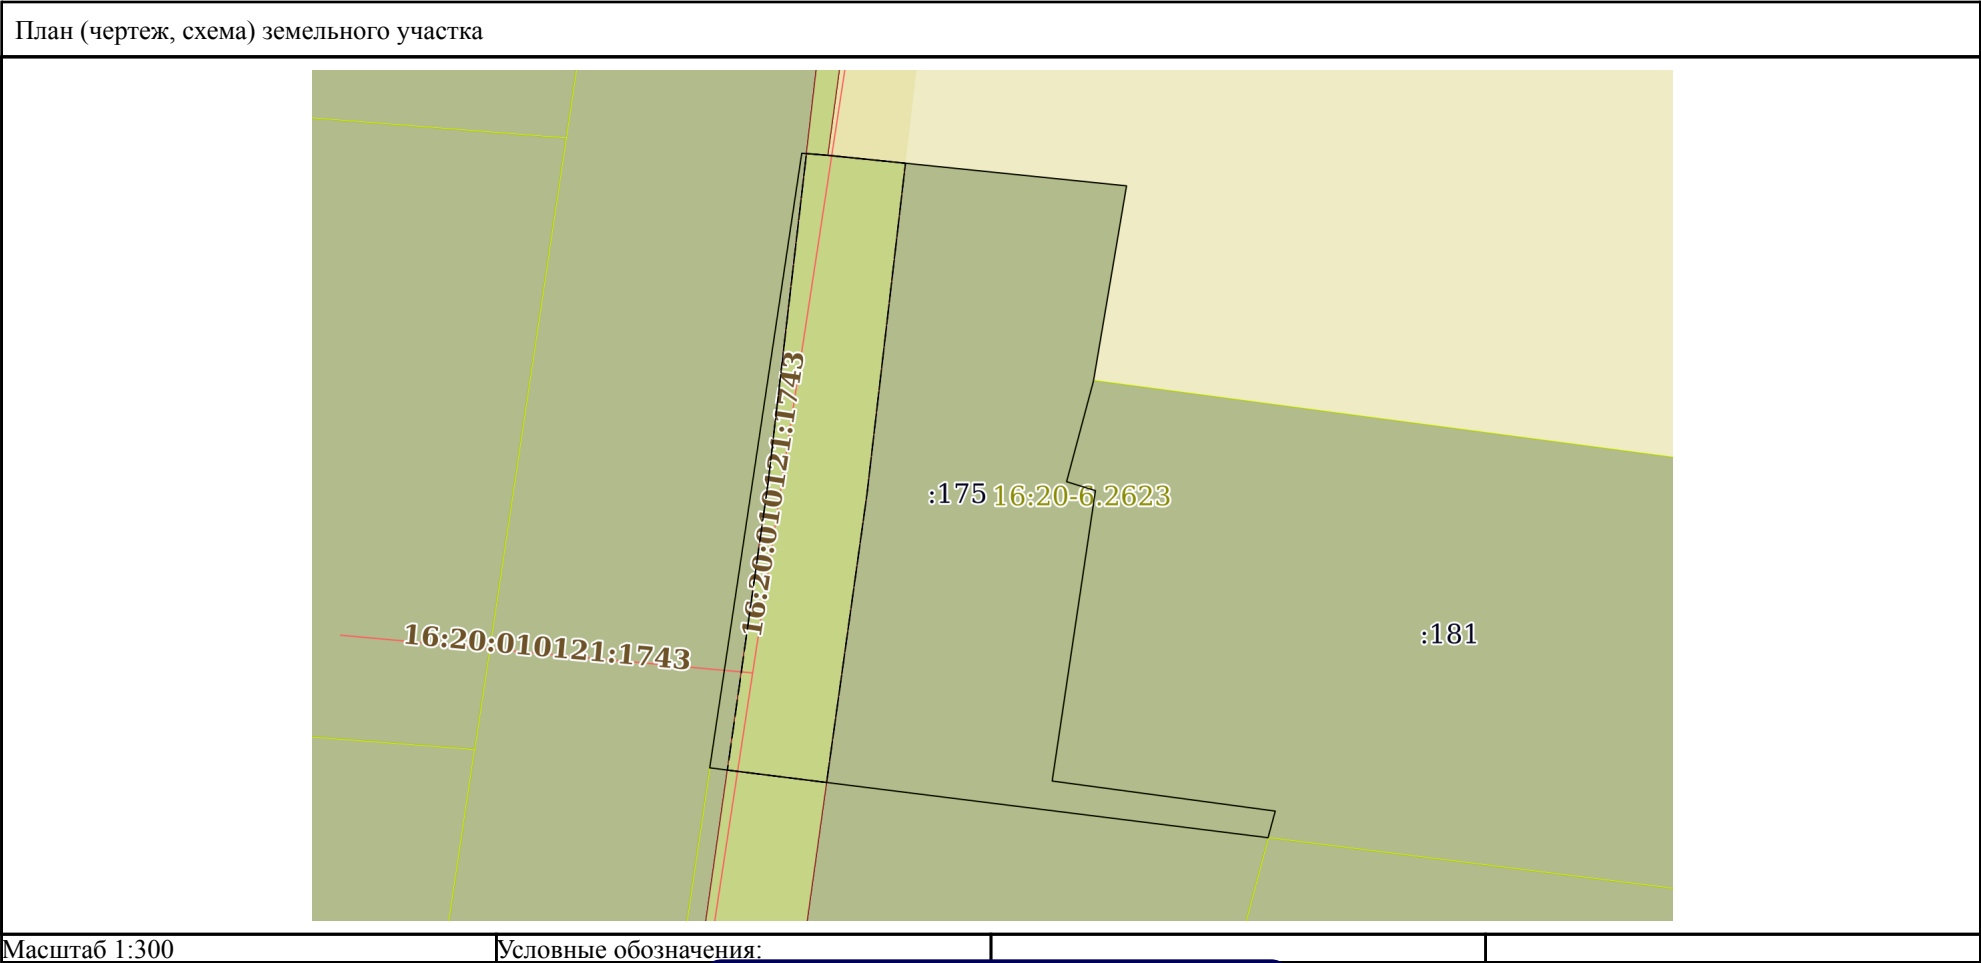 План (чертеж, схема) земельного участка
16:20:010121:1743
:175 16:20-6.2623
16:20:010121:1743
:181
Масштаб 1:300
Условные обозначения: